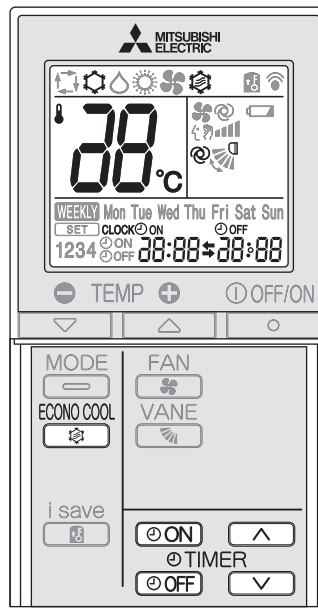 MITSUBISHI
ELECTRIC
88 °C
WEEKLY Mon Tue Wed Thu Fri Sat Sun
SET CLOCK ON OFF
1234 ON OFF 88:88 88:88
TEMP OFF/ON
MODE FAN
ECONO COOL VANE
i save
ON
TIMER
OFF